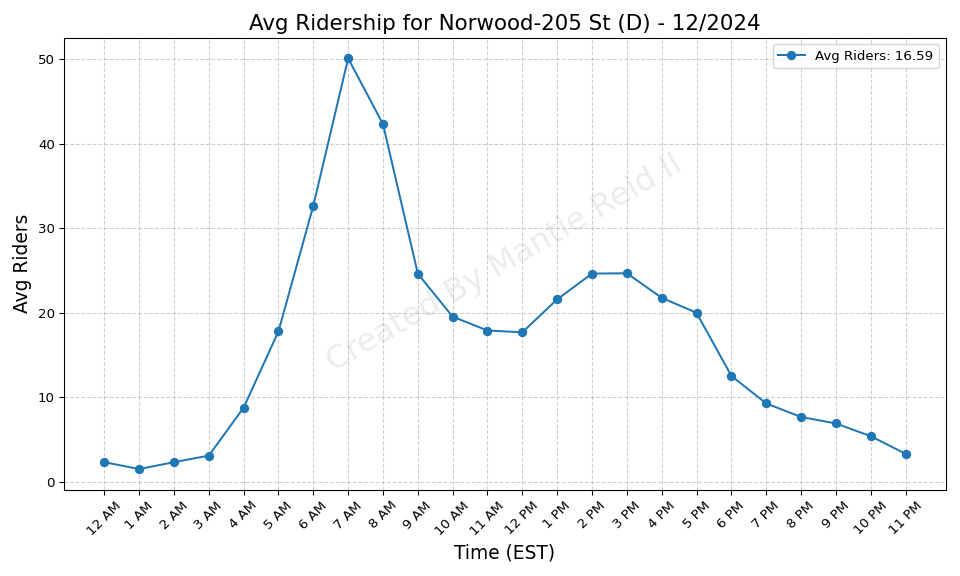 Avg Ridership for Norwood-205 St (D) - 12/2024
Avg Riders: 16.59
Avg Riders
50
40
30
20
10
0
Created By Mantie Reid II
12 AM
1 AM
2 AM
3 AM
4 AM
5 AM
6 AM
7 AM
8 AM
9 AM
10 AM
11 AM
12 PM
1 PM
2 PM
3 PM
4 PM
5 PM
6 PM
7 PM
8 PM
9 PM
10 PM
11 PM
Time (EST)